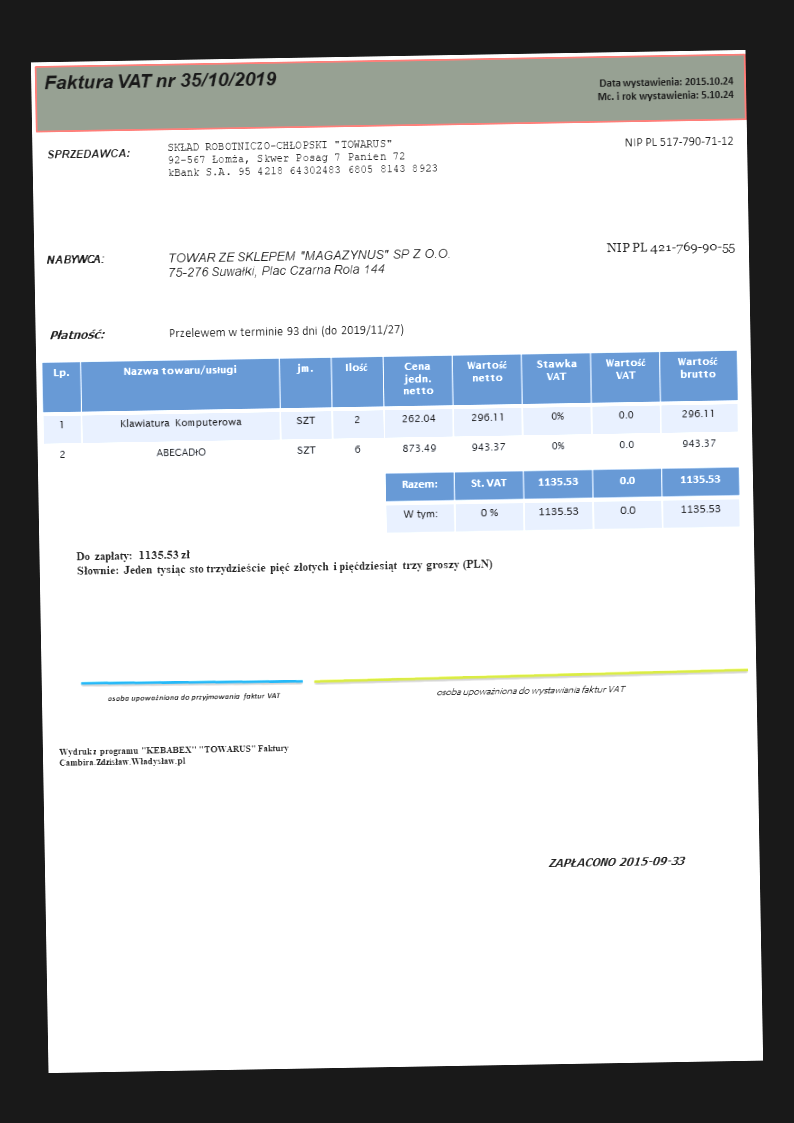 Faktura VAT nr 35/10/2019
Data wystawienia: 2015.10.24
Mc. i rok wystawienia: 5.10.24
SPRZEDAWCA:
SKŁAD ROBOTNICZO-CHŁOPSKI "TOWARUS"
92-567 Łomża, Skwer Posag 7 Panien 72
kBank S.A. 95 4218 64302483 6805 8143 8923
NIP PL 517-790-71-12
NABYWCA:
TOWAR ZE SKLEPEM "MAGAZYNUS" SP Z O.O.
75-276 Suwałki, Plac Czarna Rola 144
NIP PL 421-769-90-55
Płatność:
Przelewem w terminie 93 dni (do 2019/11/27)
Lp. Nazwa towaru/usługi jm. Ilość Cena jedn. netto Wartość netto Stawka VAT Wartość VAT Wartość brutto
1 Klawiatura Komputerowa SZT 2 262.04 296.11 0% 0.0 296.11
2 ABECADłO SZT 6 873.49 943.37 0% 0.0 943.37
Razem: St. VAT 1135.53 0.0 1135.53
W tym: 0 % 1135.53 0.0 1135.53
Do zapłaty: 1135.53 zł
Słownie: Jeden tysiąc sto trzydzieście pięć złotych i pięćdziesiąt trzy groszy (PLN)
osoba upoważniona do przyjmowania faktur VAT
osoba upoważniona do wystawiania faktur VAT
Wydruk z programu "KEBABEX" "TOWARUS" Faktury
Cambira.Zdzisław.Władysław.pl
ZAPŁACONO 2015-09-33